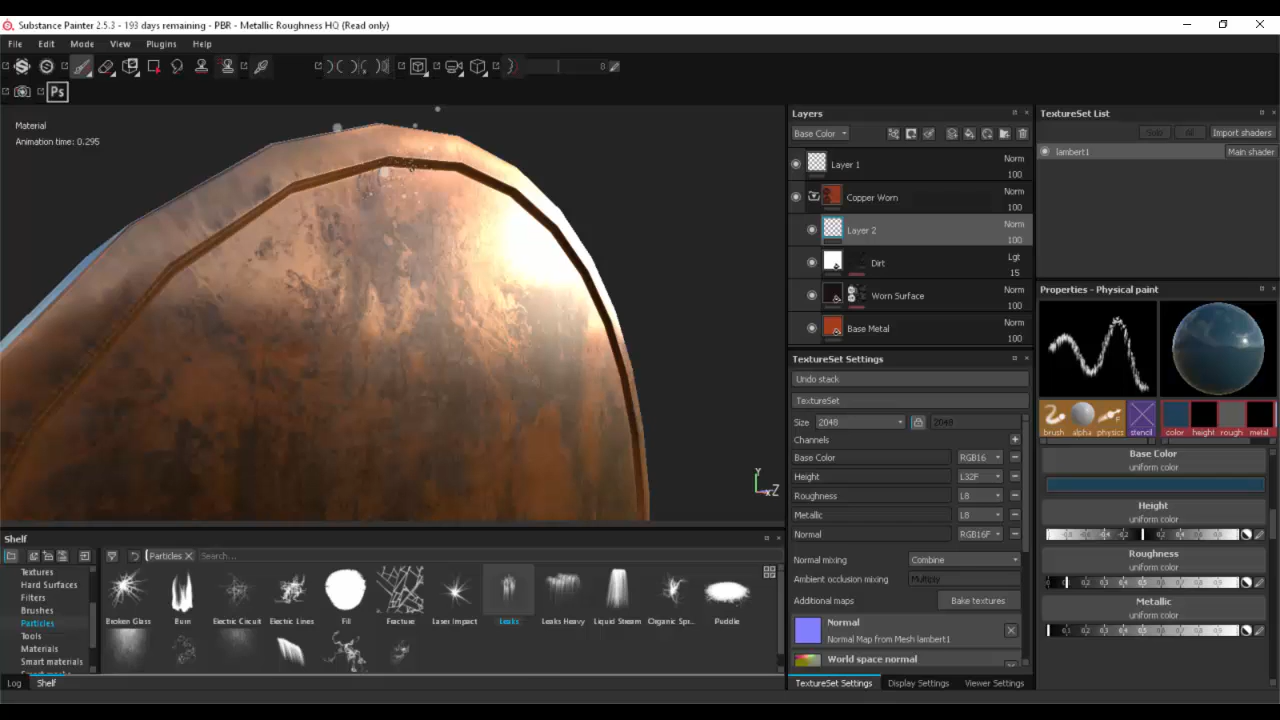 Substance Painter 2.5.3 - 193 days remaining - PBR - Metallic Roughness HQ (Read only)
File Edit Mode View Plugins Help
8
Ps
Material
Animation time: 0.295
Y
Z
Layers
Base Color
Layer 1 Norm 100
Copper Worn Norm 100
Layer 2 Norm 100
Dirt Lgt 15
Worn Surface Norm 100
Base Metal Norm 100
TextureSet Settings
Undo stack
TextureSet
Size 2048 2048
Channels
Base Color RGB16
Height L32F
Roughness L8
Metallic L8
Normal RGB16F
Normal mixing Combine
Ambient occlusion mixing Multiply
Additional maps Bake textures
Normal
Normal Map from Mesh lambert1
World space normal
TextureSet Settings Display Settings Viewer Settings
TextureSet List
Solo All Import shaders
lambert1 Main shader
Properties - Physical paint
brush alpha physics stencil color height rough metal
Base Color
uniform color
Height
uniform color
Roughness
uniform color
Metallic
uniform color
Shelf
Particles Search...
Textures
Hard Surfaces
Filters
Brushes
Particles
Tools
Materials
Smart materials
Broken Glass Burn Electric Circuit Electric Lines Fill Fracture Laser Impact Leaks Leaks Heavy Liquid Stream Organic Spr... Puddle
Log Shelf